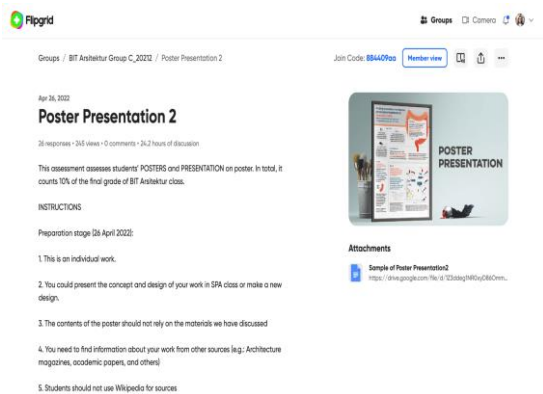 Flipgrid
Groups
Camera
Groups / BIT Arsitektur Group C_20212 / Poster Presentation 2
Join Code: 884409aa
Member view
Apr 26, 2022
Poster Presentation 2
26 responses • 245 views • 0 comments • 24.2 hours of discussion
This assessment assesses students' POSTERS and PRESENTATION on poster. In total, it
counts 10% of the final grade of BIT Arsitektur class.
INSTRUCTIONS
Preparation stage (26 April 2022):
1. This is an individual work.
2. You could present the concept and design of your work in SPA class or make a new
design.
3. The contents of the poster should not rely on the materials we have discussed
4. You need to find information about your work from other sources (e.g.; Architecture
magazines, academic papers, and others)
5. Students should not use Wikipedia for sources
POSTER
PRESENTATION
Attachments
Sample of Poster Presentation2